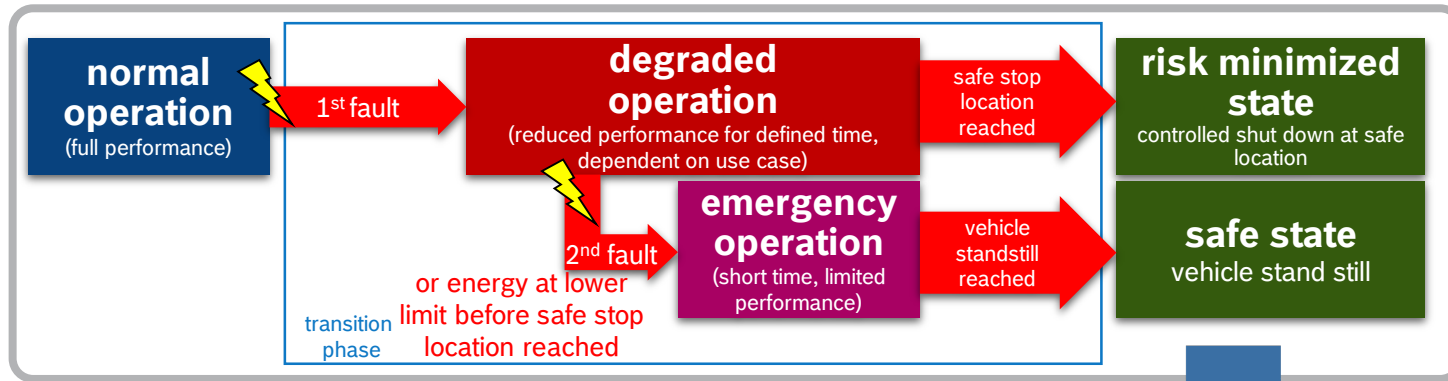 normal
operation
(full performance)
1st fault
degraded
operation
(reduced performance for defined time,
dependent on use case)
safe stop
location
reached
risk minimized
state
controlled shut down at safe
location
2nd fault
or energy at lower
limit before safe stop
location reached
transition
phase
emergency
operation
(short time, limited
performance)
vehicle
standstill
reached
safe state
vehicle stand still